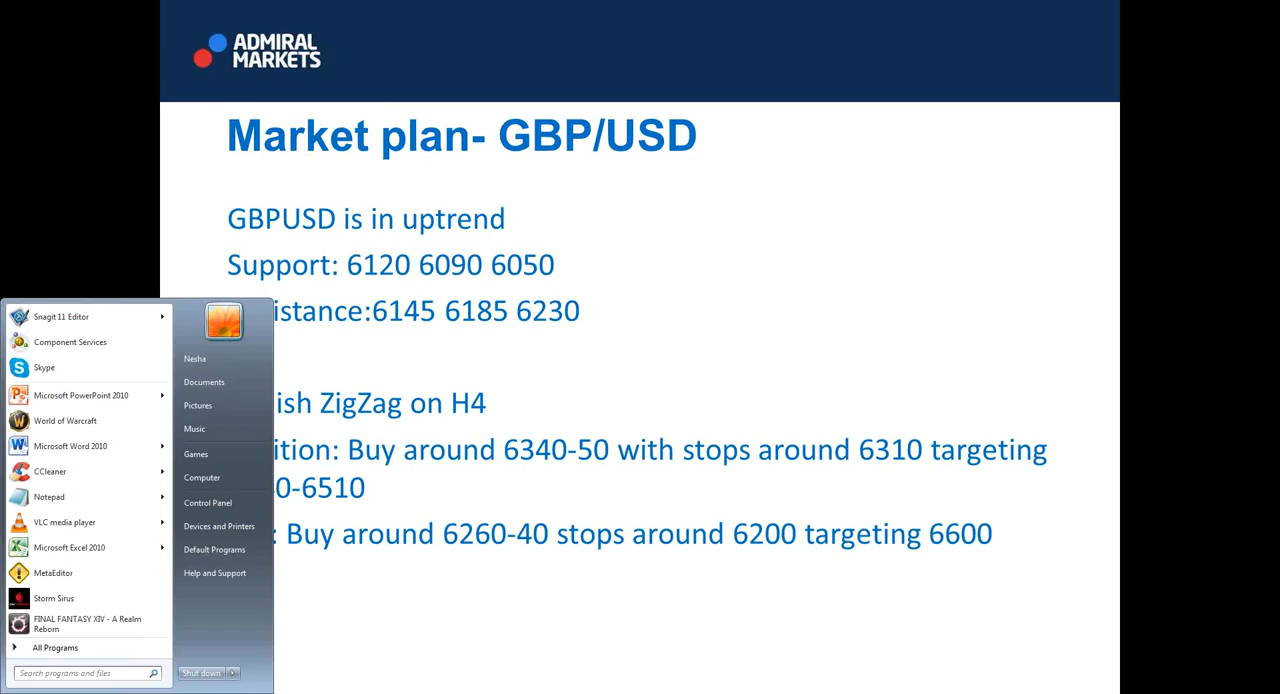 ADMIRAL
MARKETS
Market plan- GBP/USD
GBPUSD is in uptrend
Support: 6120 6090 6050
istance:6145 6185 6230
ish ZigZag on H4
ition: Buy around 6340-50 with stops around 6310 targeting
0-6510
: Buy around 6260-40 stops around 6200 targeting 6600
Snagit 11 Editor
Component Services
Skype
Microsoft PowerPoint 2010
World of Warcraft
Microsoft Word 2010
CCleaner
Notepad
VLC media player
Microsoft Excel 2010
MetaEditor
Storm Sirus
FINAL FANTASY XIV - A Realm
Reborn
All Programs
Search programs and files
Nesha
Documents
Pictures
Music
Games
Computer
Control Panel
Devices and Printers
Default Programs
Help and Support
Shut down